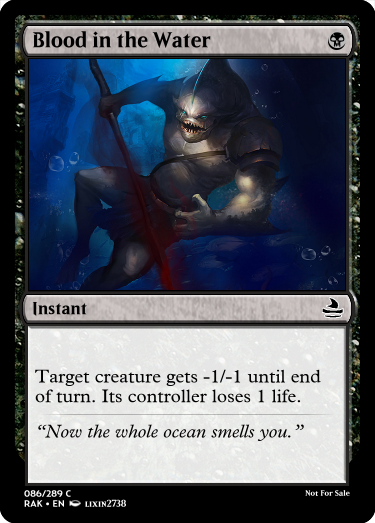 Blood in the Water
Instant
Target creature gets -1/-1 until end
of turn. Its controller loses 1 life.
“Now the whole ocean smells you.”
086/289 C
Not For Sale
RAK • EN LIXIN2738